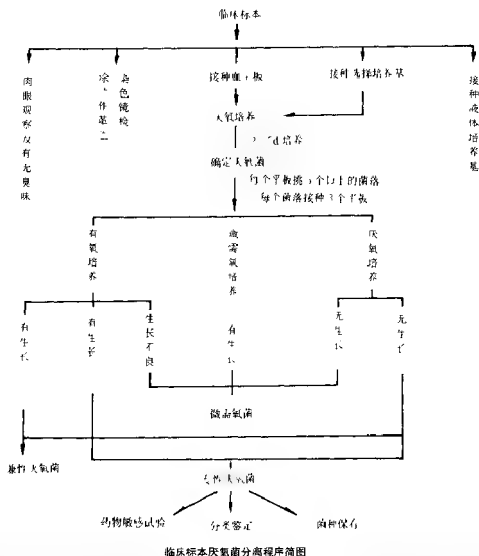 临床标本
肉眼观察及有无臭味
染色镜检
接种血平板
接种选择培养基
接种液体培养基
厌氧培养
培养
确定厌氧菌
每个平板挑5个以上的菌落
每个菌落接种3个平板
有氧培养
微需氧培养
厌氧培养
有生长
有生长
生长不良
有生长
无生长
无生长
微需氧菌
兼性厌氧菌
专性厌氧菌
药物敏感试验
分类鉴定
菌种保存
临床标本厌氧菌分离程序简图